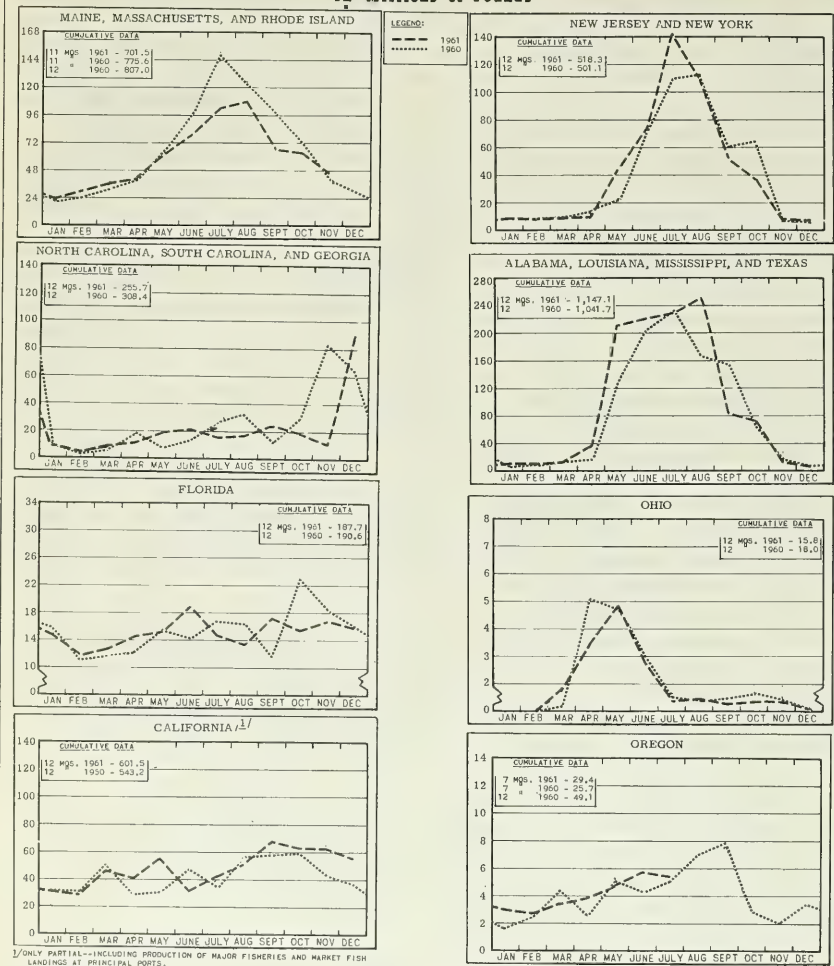 MAINE, MASSACHUSETTS, AND RHODE ISLAND
CUMULATIVE DATA
11 MOS. 1961 - 701.5
11 " 1960 - 775.6
12 " 1960 - 807.0
168
144
120
96
72
48
24
0
JAN FEB MAR APR MAY JUNE JULY AUG SEPT OCT NOV DEC
LEGEND:
1961
1960
NEW JERSEY AND NEW YORK
CUMULATIVE DATA
12 MOS. 1961 - 518.3
12 " 1960 - 501.1
140
120
100
80
60
40
20
0
JAN FEB MAR APR MAY JUNE JULY AUG SEPT OCT NOV DEC
NORTH CAROLINA, SOUTH CAROLINA, AND GEORGIA
CUMULATIVE DATA
12 MOS. 1961 - 255.7
12 " 1960 - 308.4
140
120
100
80
60
40
20
0
JAN FEB MAR APR MAY JUNE JULY AUG SEPT OCT NOV DEC
ALABAMA, LOUISIANA, MISSISSIPPI, AND TEXAS
CUMULATIVE DATA
12 MOS. 1961 - 1,147.1
12 " 1960 - 1,041.7
280
240
200
160
120
80
40
0
JAN FEB MAR APR MAY JUNE JULY AUG SEPT OCT NOV DEC
FLORIDA
CUMULATIVE DATA
12 MOS. 1961 - 187.7
12 " 1960 - 190.6
34
30
26
22
18
14
10
0
JAN FEB MAR APR MAY JUNE JULY AUG SEPT OCT NOV DEC
OHIO
CUMULATIVE DATA
12 MOS. 1961 - 15.8
12 " 1960 - 18.0
8
7
6
5
4
3
2
0
JAN FEB MAR APR MAY JUNE JULY AUG SEPT OCT NOV DEC
CALIFORNIA 1/
CUMULATIVE DATA
12 MOS. 1961 - 601.5
12 " 1950 - 543.2
140
120
100
80
60
40
20
0
JAN FEB MAR APR MAY JUNE JULY AUG SEPT OCT NOV DEC
1/ONLY PARTIAL--INCLUDING PRODUCTION OF MAJOR FISHERIES AND MARKET FISH
LANDINGS AT PRINCIPAL PORTS.
OREGON
CUMULATIVE DATA
7 MOS. 1961 - 29.4
7 " 1960 - 25.7
12 " 1960 - 49.1
14
12
10
8
6
4
2
0
JAN FEB MAR APR MAY JUNE JULY AUG SEPT OCT NOV DEC